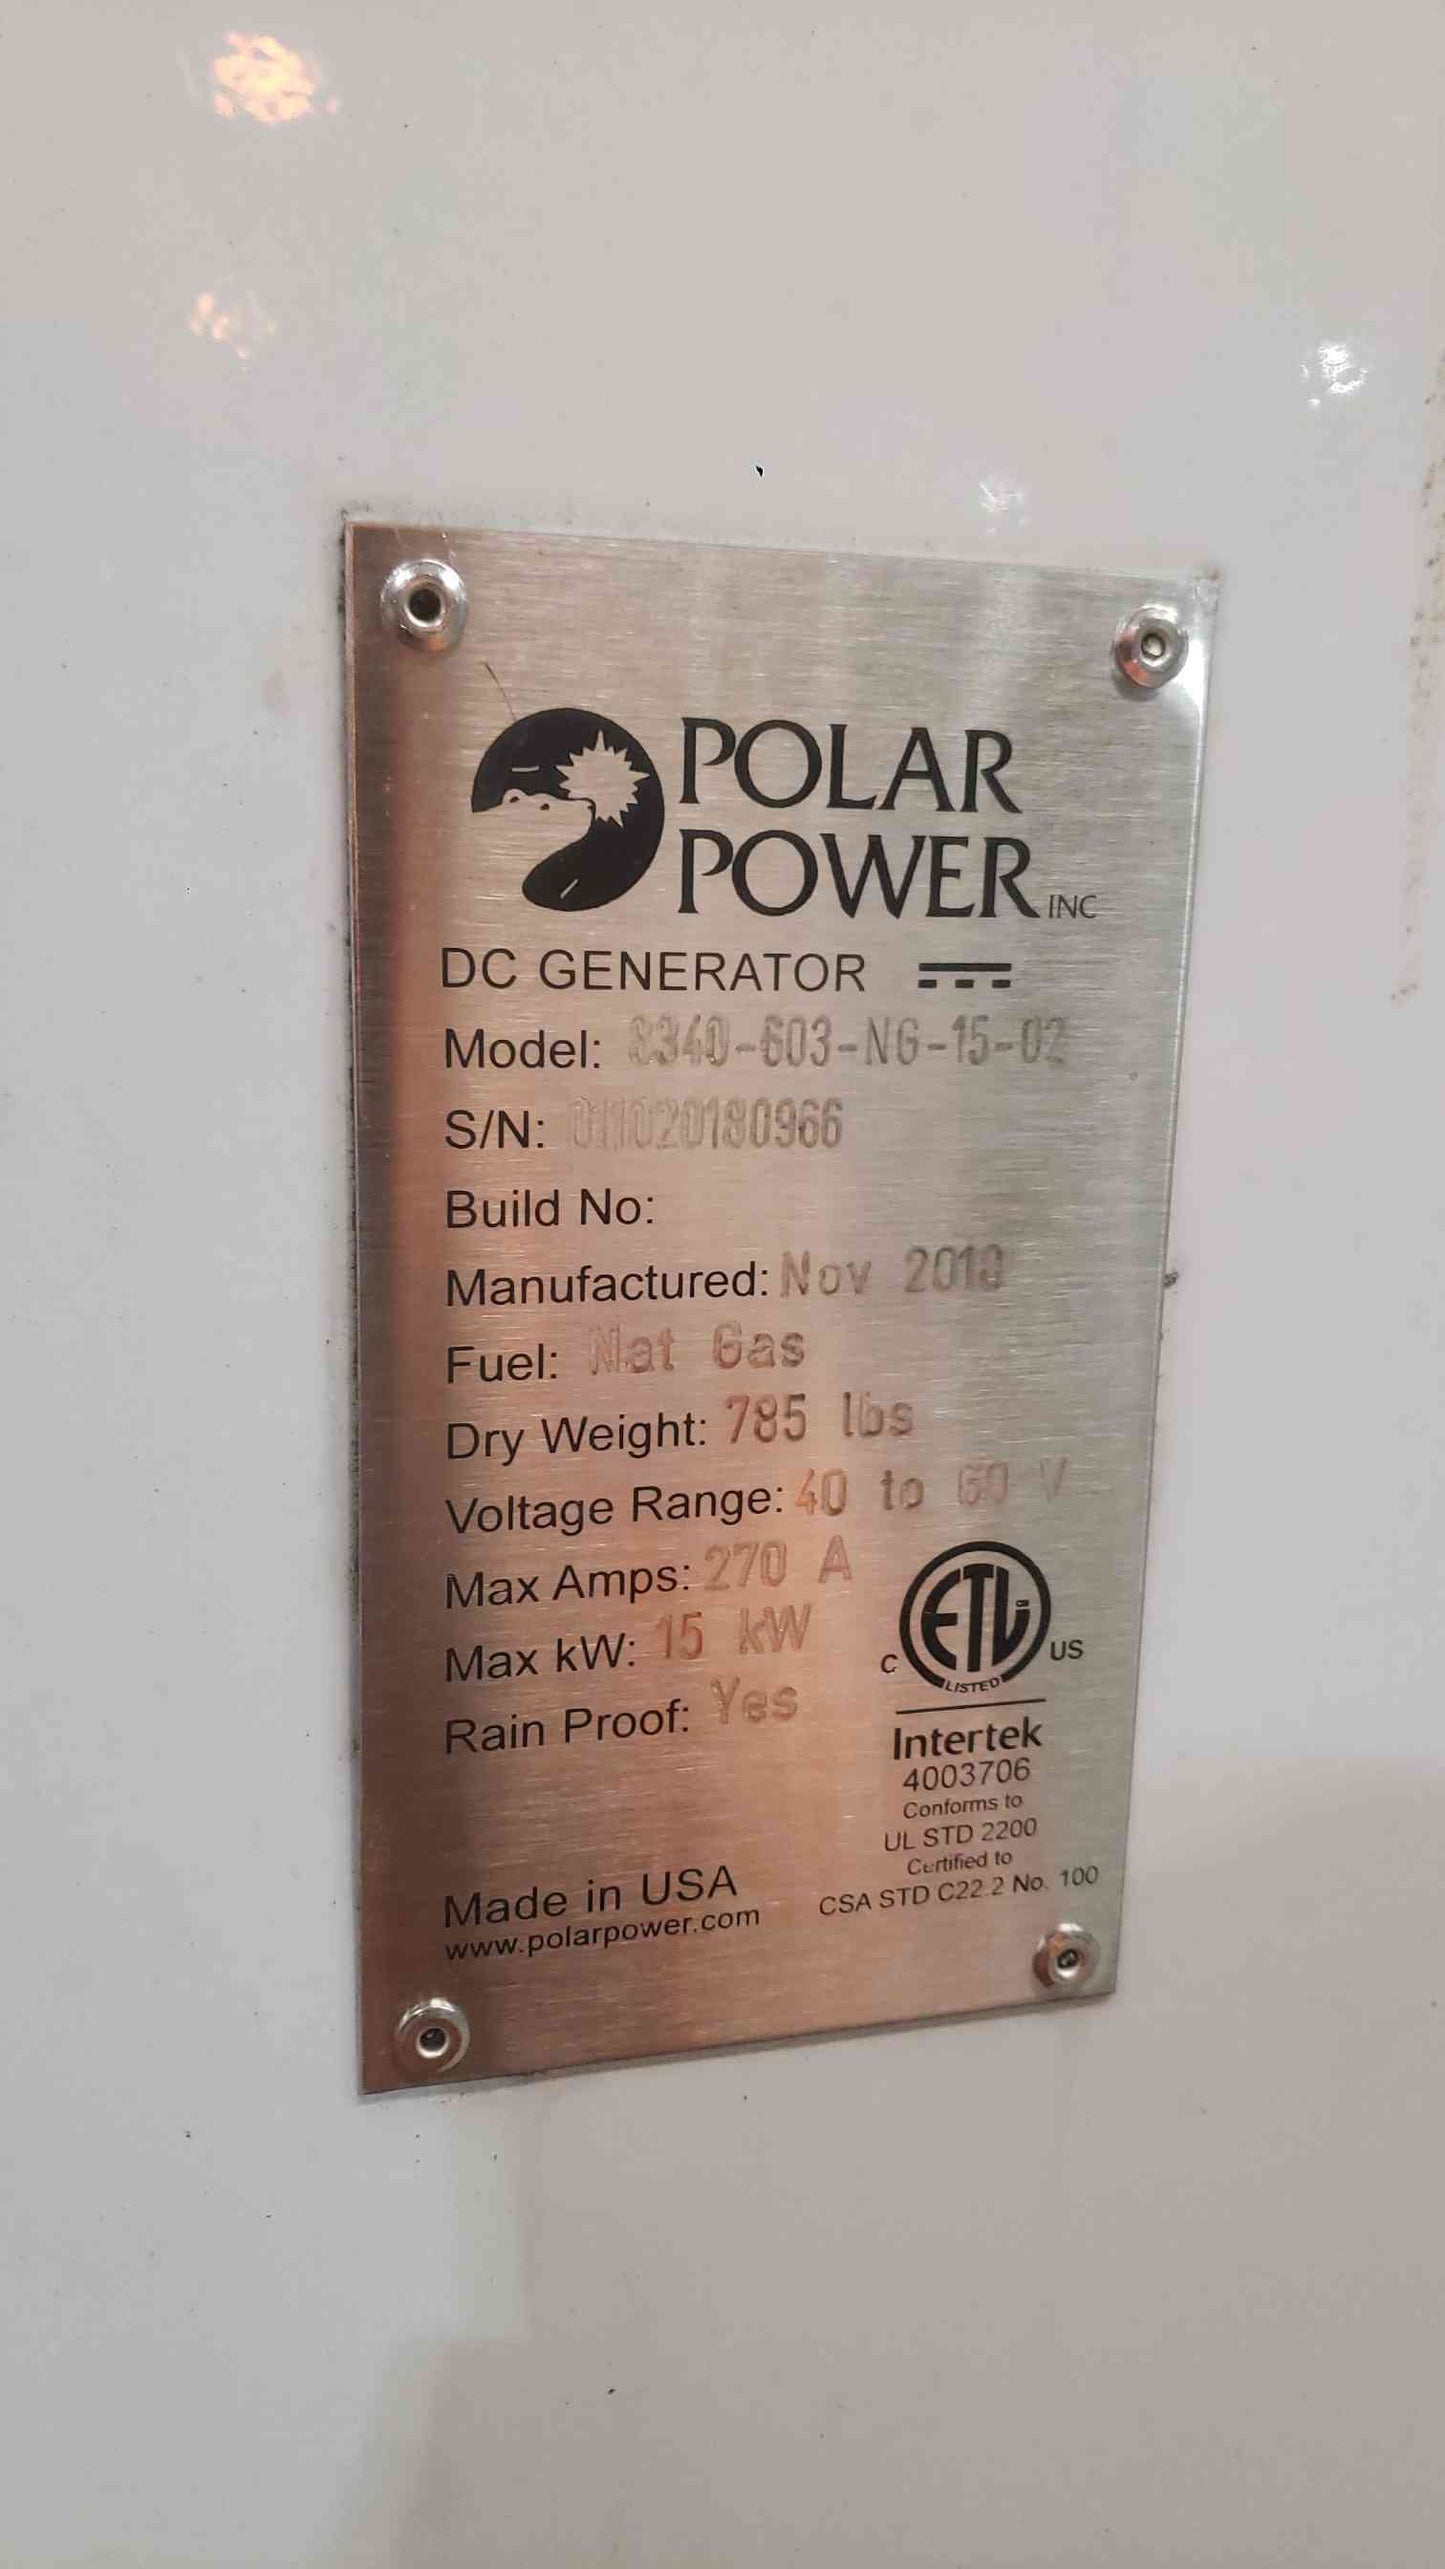 POLAR
POWER INC
DC GENERATOR
Model: 8340-603-NG-15-02
S/N:
Build No:
Manufactured: Nov 2018
Fuel: Nat Gas
Dry Weight: 785 lbs
Voltage Range: 40 to 60 V
Max Amps: 270 A
Max kW: 15 kW
Rain Proof: Yes
C ETL US
LISTED
Intertek
4003706
Conforms to
UL STD 2200
Certified to
CSA STD C22.2 No. 100
Made in USA
www.polarpower.com